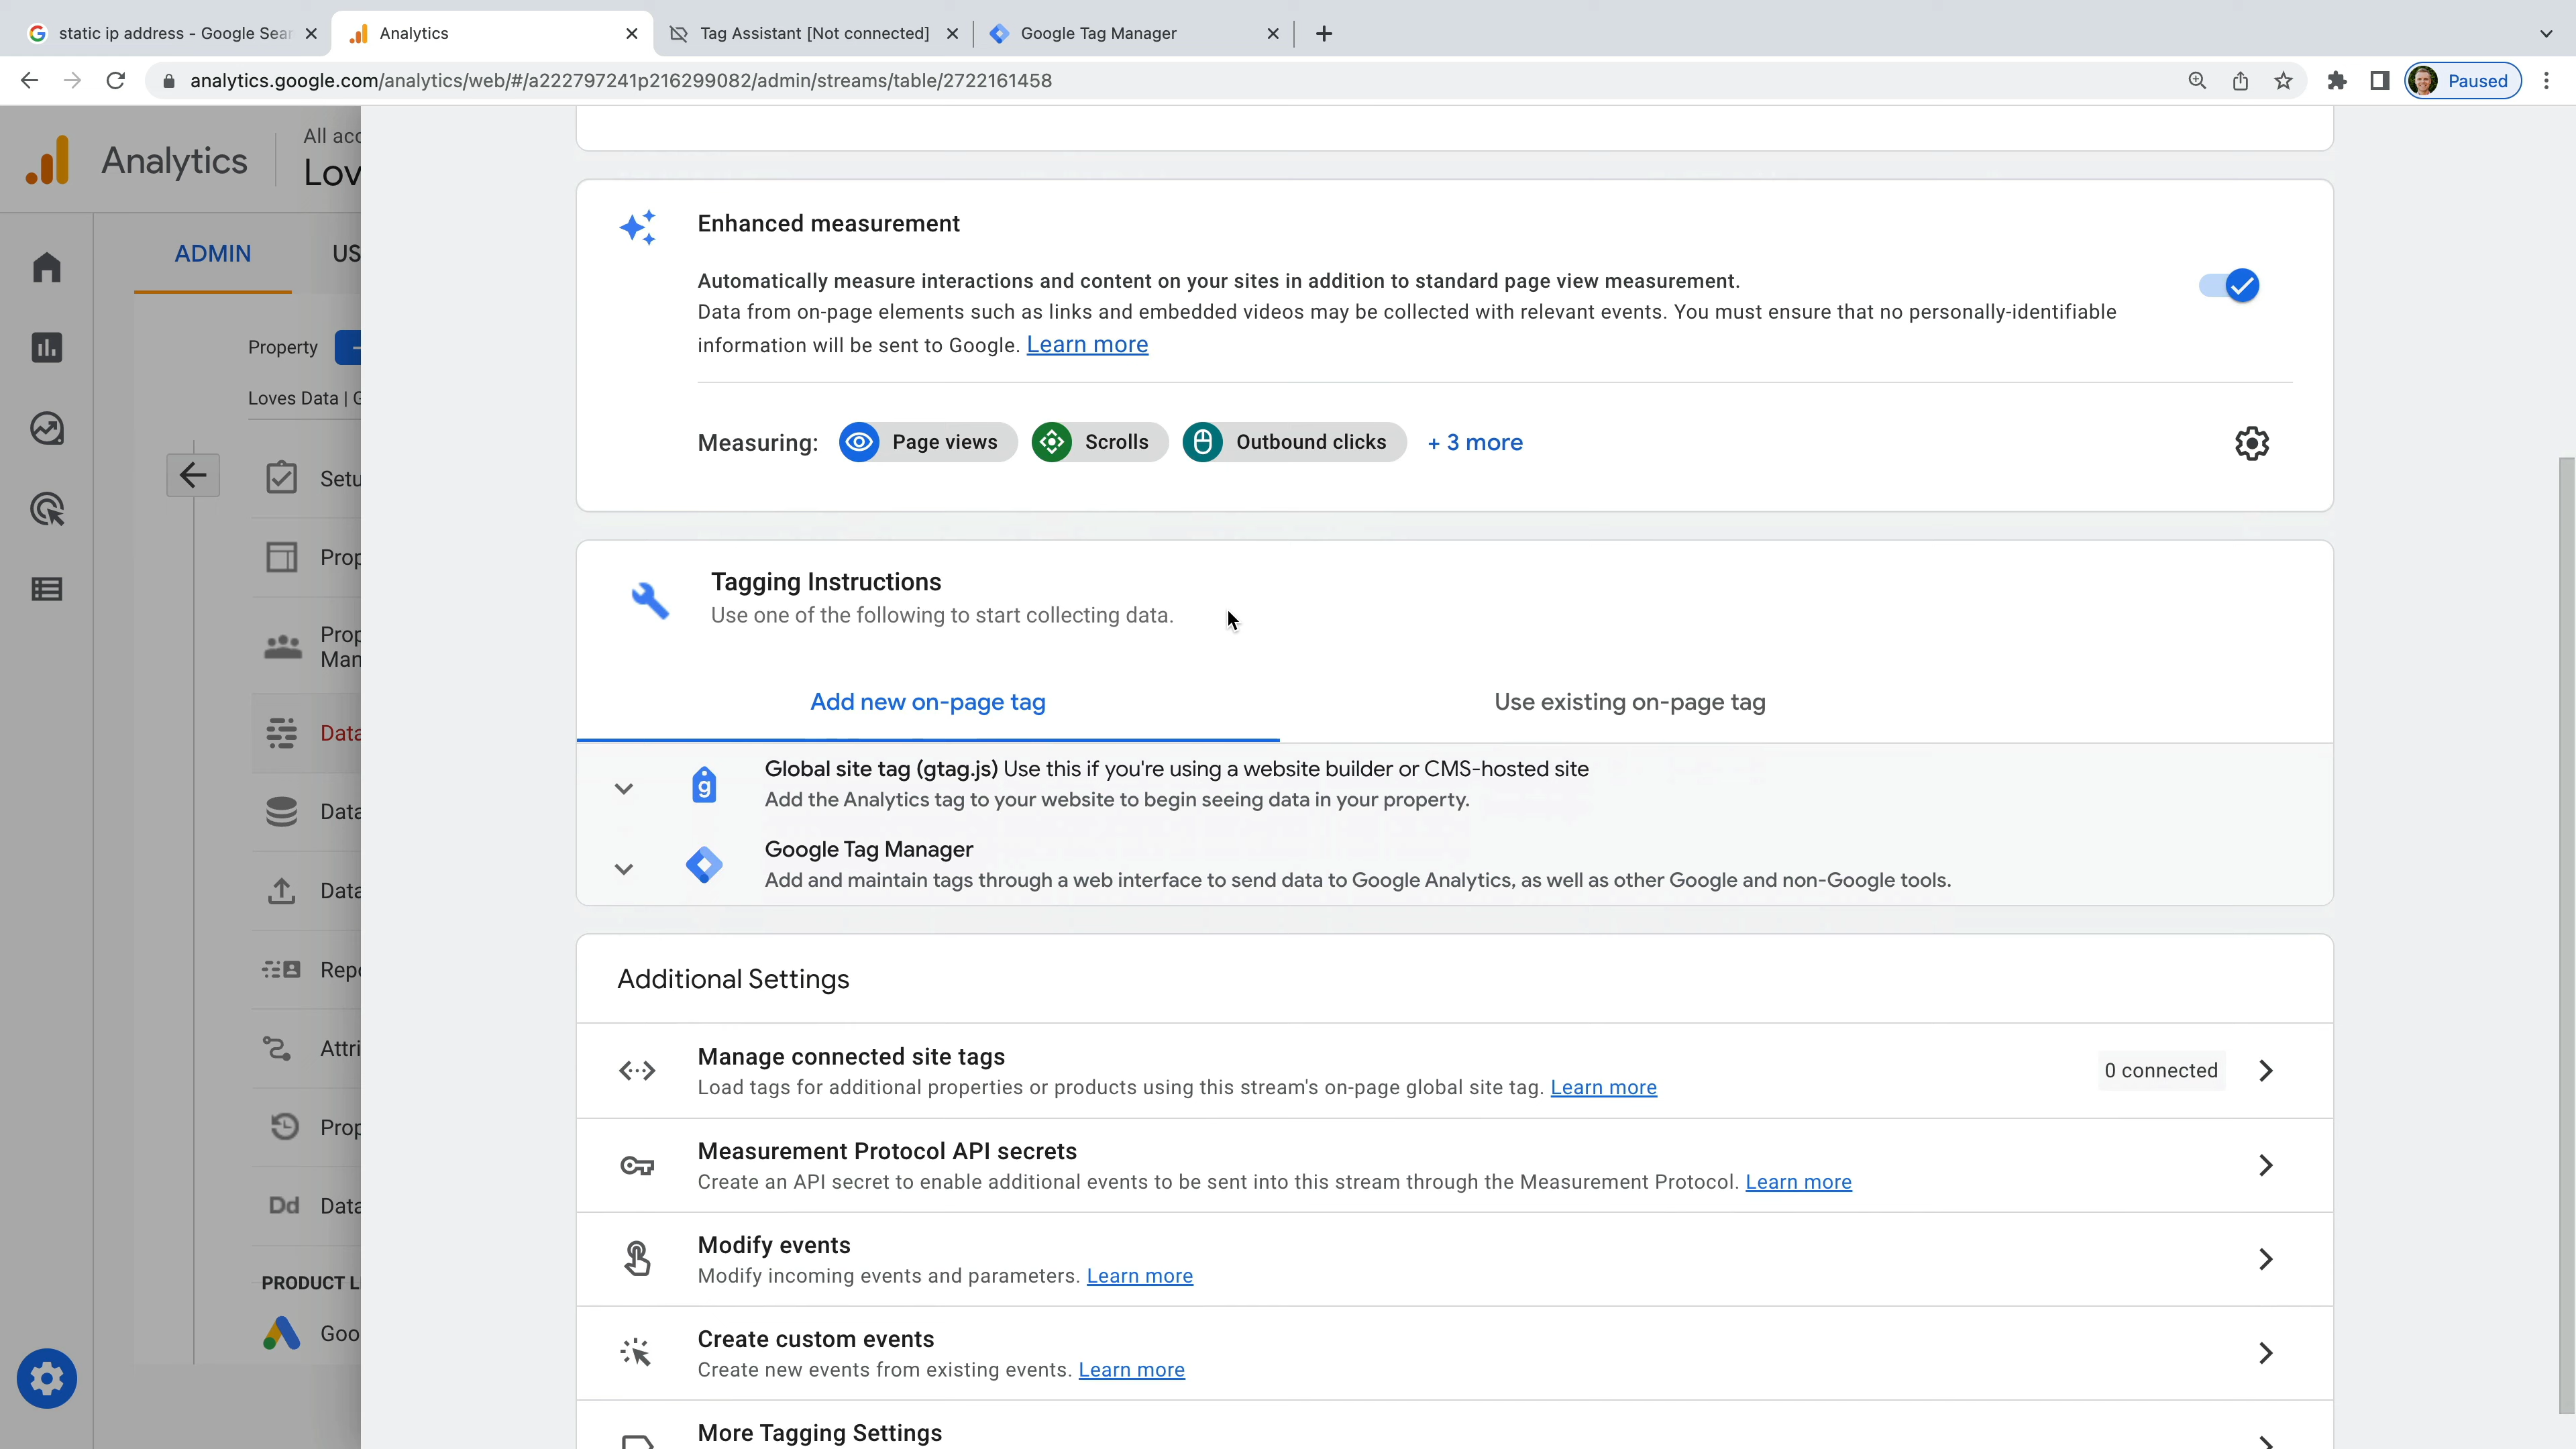 static ip address - Google Sear
Analytics
Tag Assistant [Not connected]
Google Tag Manager
analytics.google.com/analytics/web/#/a222797241p216299082/admin/streams/table/2722161458
Paused
Analytics
All acc
Lov
ADMIN
US
Property
Loves Data | G
Setu
Prop
Prop
Man
Data
Data
Data
Repo
Attri
Prop
Dd Data
PRODUCT L
Goo
Enhanced measurement
Automatically measure interactions and content on your sites in addition to standard page view measurement.
Data from on-page elements such as links and embedded videos may be collected with relevant events. You must ensure that no personally-identifiable
information will be sent to Google. Learn more
Measuring: Page views Scrolls Outbound clicks + 3 more
Tagging Instructions
Use one of the following to start collecting data.
Add new on-page tag
Use existing on-page tag
Global site tag (gtag.js) Use this if you're using a website builder or CMS-hosted site
Add the Analytics tag to your website to begin seeing data in your property.
Google Tag Manager
Add and maintain tags through a web interface to send data to Google Analytics, as well as other Google and non-Google tools.
Additional Settings
Manage connected site tags
Load tags for additional properties or products using this stream's on-page global site tag. Learn more
0 connected
Measurement Protocol API secrets
Create an API secret to enable additional events to be sent into this stream through the Measurement Protocol. Learn more
Modify events
Modify incoming events and parameters. Learn more
Create custom events
Create new events from existing events. Learn more
More Tagging Settings